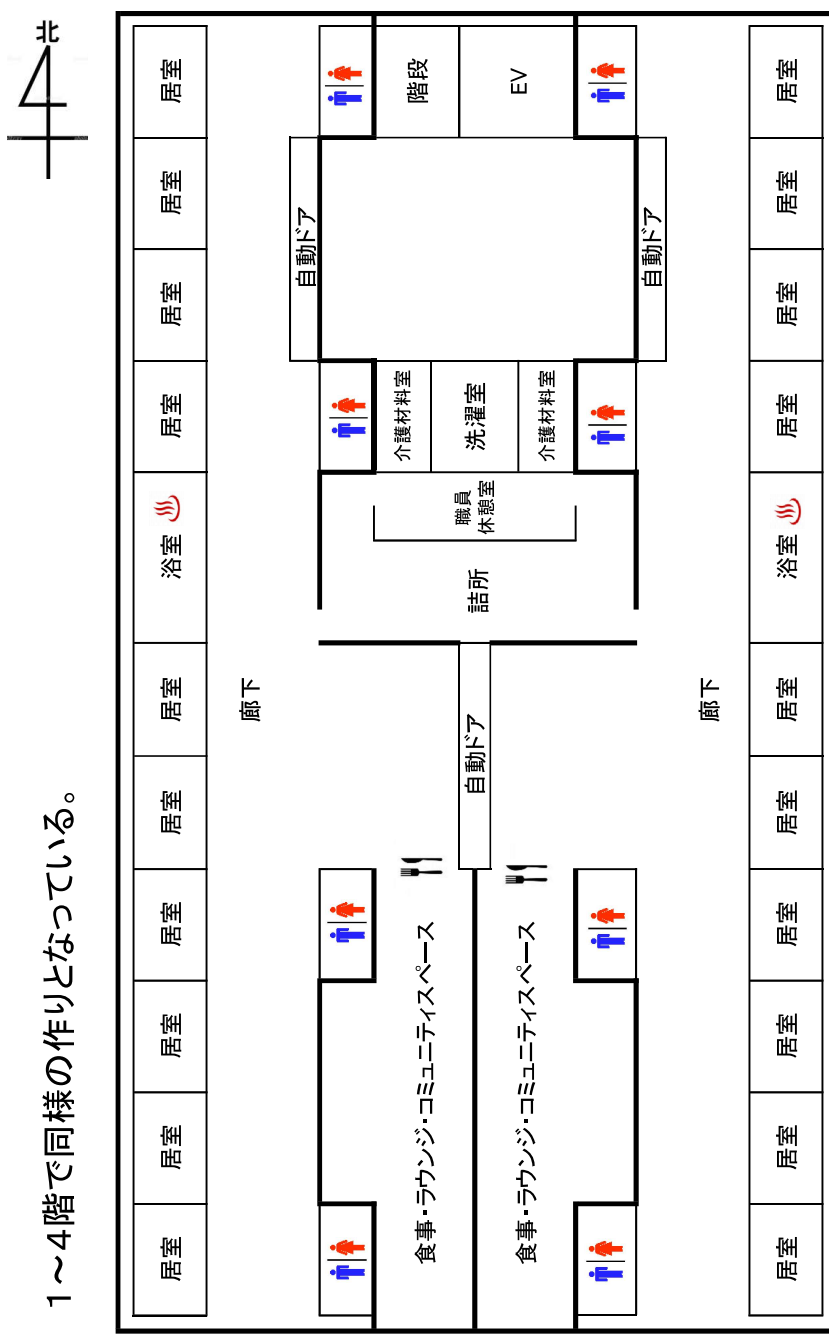 1～4階で同様の作りとなっている。
北
居室
居室
居室
居室
居室
居室
浴室
居室
居室
居室
居室
廊下
自動ドア
食事・ラウンジ・コミュニティスペース
介護材料室
階段
自動ドア
詰所
職員
休憩室
洗濯室
EV
食事・ラウンジ・コミュニティスペース
介護材料室
自動ドア
廊下
居室
居室
居室
居室
居室
居室
浴室
居室
居室
居室
居室